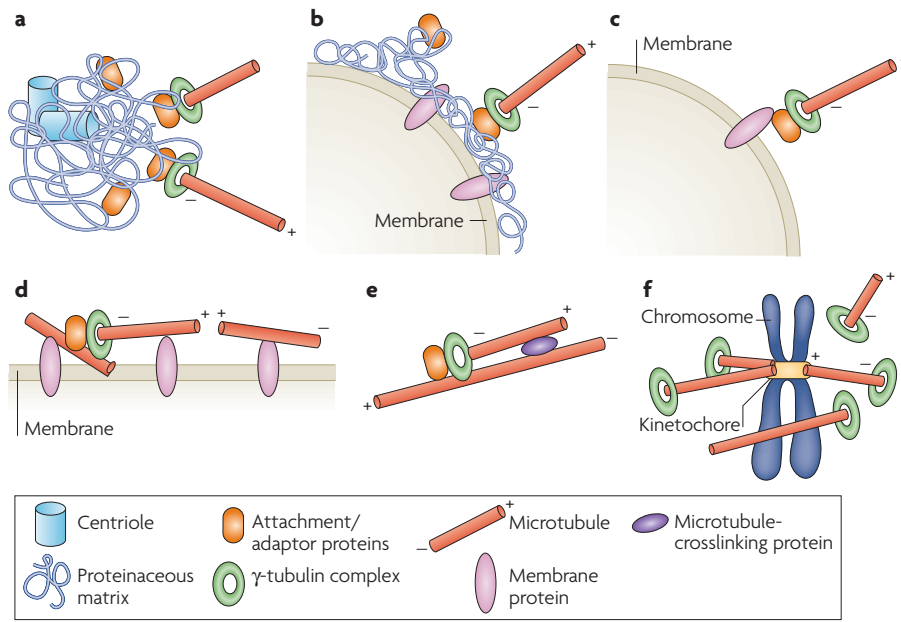 a
b
c
Membrane
+
−
+
−
+
−
−
+
Membrane
d
e
f
−
+
+
−
−
+
−
+
Chromosome
+
−
+
−
Kinetochore
Membrane
Centriole
Attachment/
adaptor proteins
+
−
Microtubule
Microtubule-
crosslinking protein
Proteinaceous
matrix
γ-tubulin complex
Membrane
protein